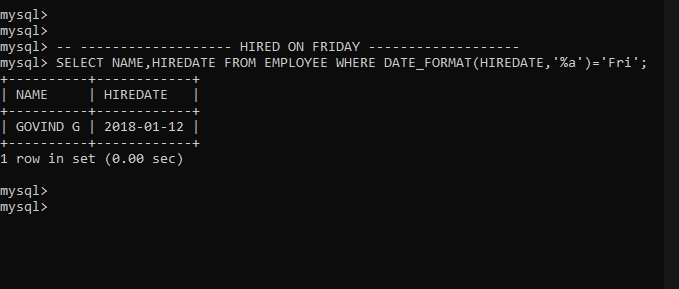 mysql>
mysql>
mysql> -- ------------------- HIRED ON FRIDAY -------------------
mysql> SELECT NAME,HIREDATE FROM EMPLOYEE WHERE DATE_FORMAT(HIREDATE,'%a')='Fri';
+----------+------------+
| NAME     | HIREDATE   |
+----------+------------+
| GOVIND G | 2018-01-12 |
+----------+------------+
1 row in set (0.00 sec)
mysql>
mysql>